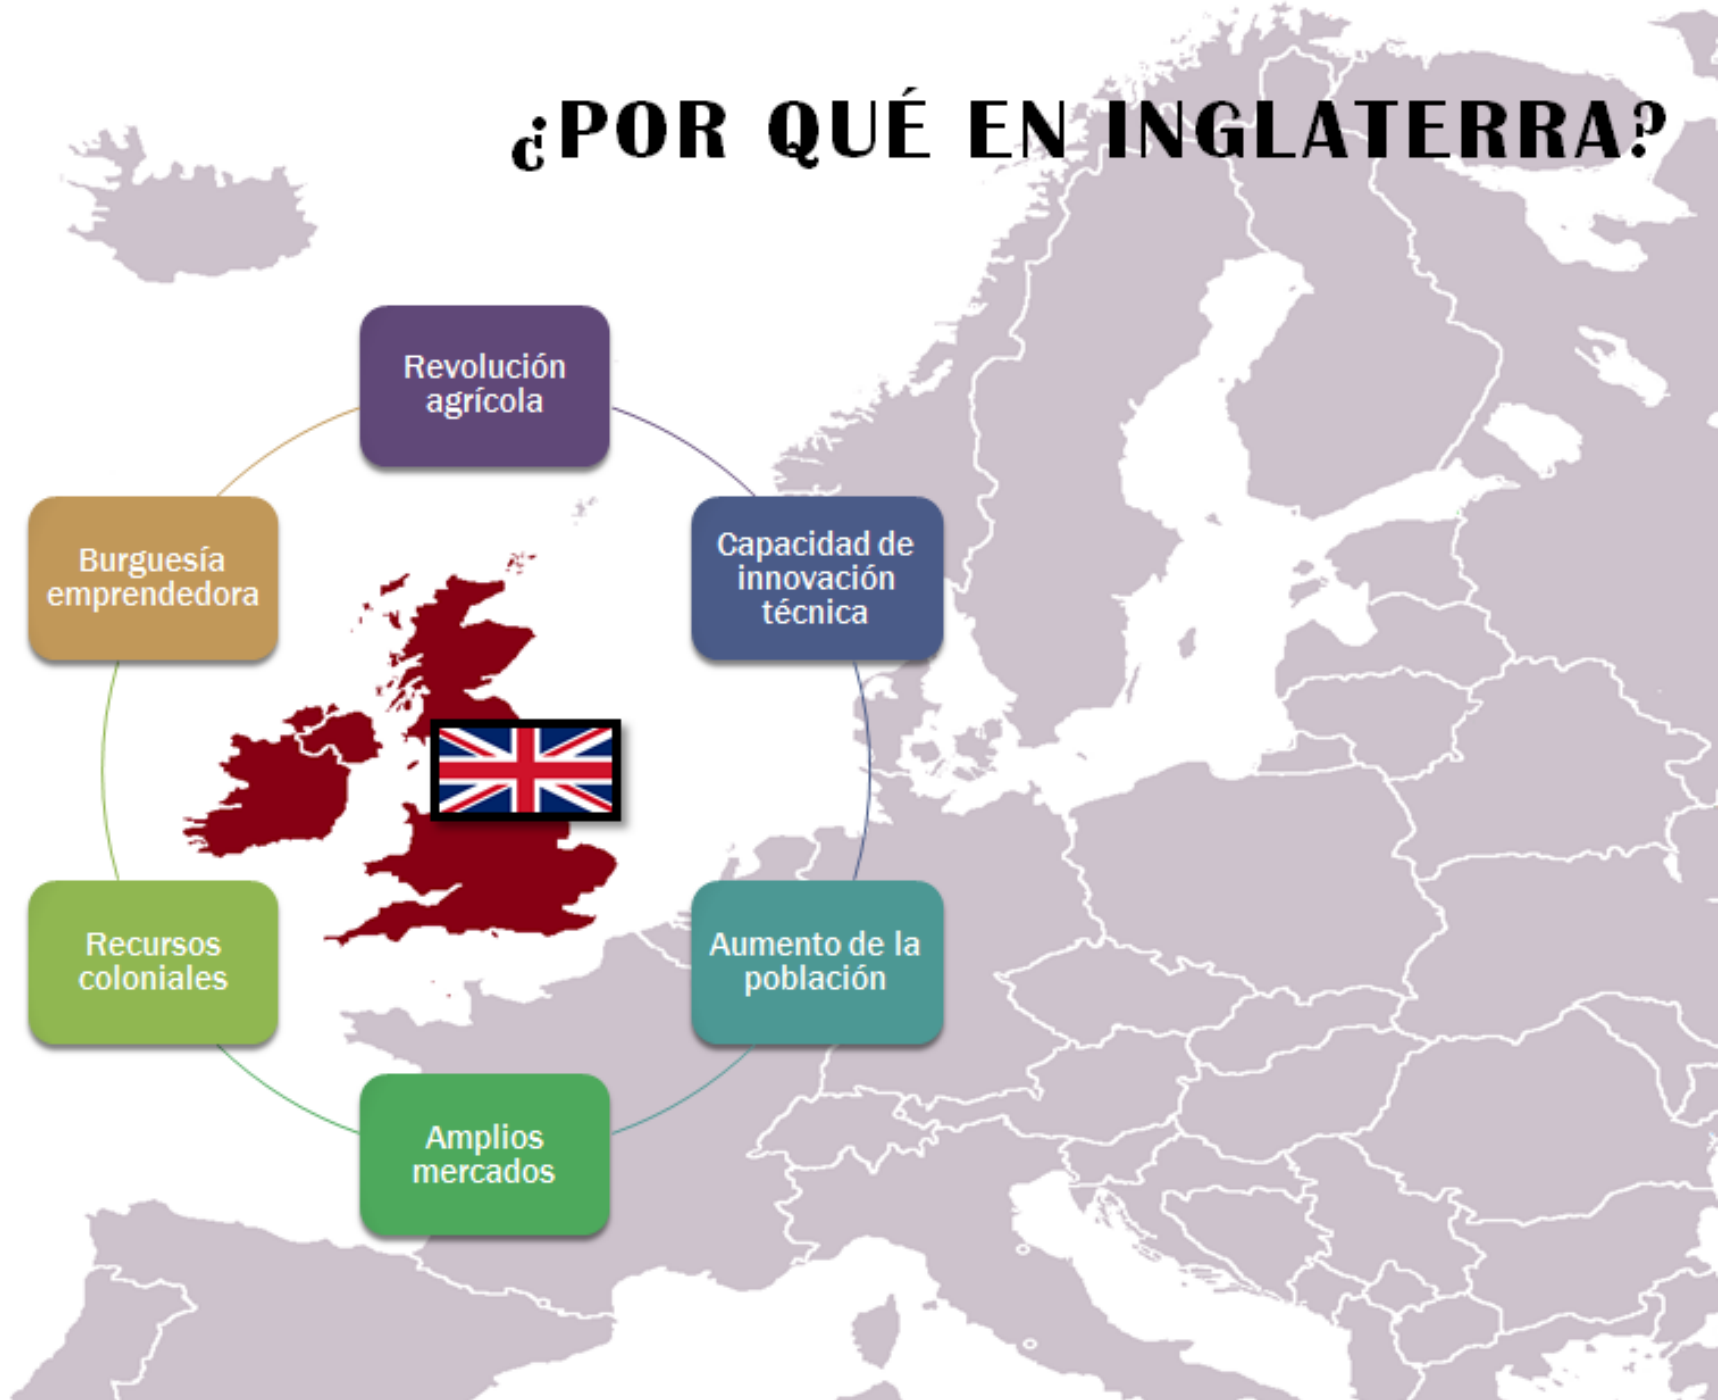 ¿POR QUÉ EN INGLATERRA?
Revolución
agrícola
Capacidad de
innovación
técnica
Aumento de la
población
Amplios
mercados
Recursos
coloniales
Burguesía
emprendedora